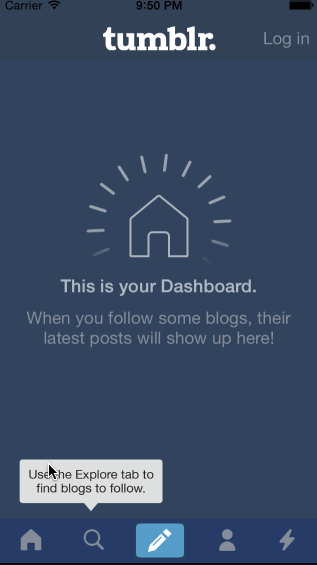 Carrier 9:50 PM
tumblr. Log in
This is your Dashboard.
When you follow some blogs, their
latest posts will show up here!
Use the Explore tab to
find blogs to follow.